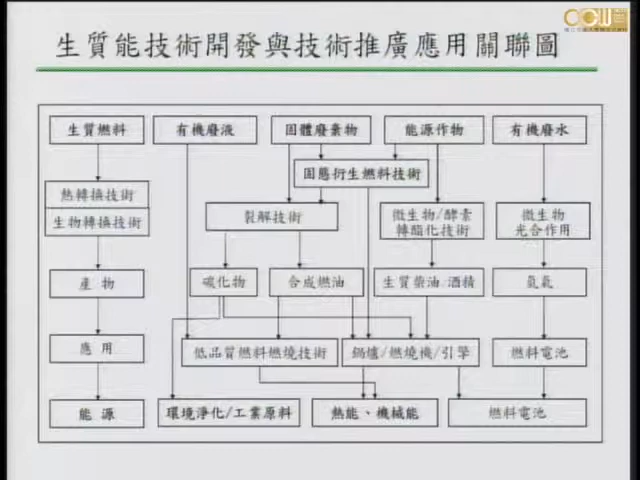 生質能技術開發與技術推廣應用關聯圖
生質燃料
有機廢液
固體廢棄物
能源作物
有機廢水
固態衍生燃料技術
熱轉換技術
生物轉換技術
裂解技術
微生物/酵素
轉酯化技術
微生物
光合作用
產 物
碳化物
合成燃油
生質柴油/酒精
氫氣
應 用
低品質燃料燃燒技術
鍋爐/燃燒機/引擎
燃料電池
能 源
環境淨化/工業原料
熱能、機械能
燃料電池